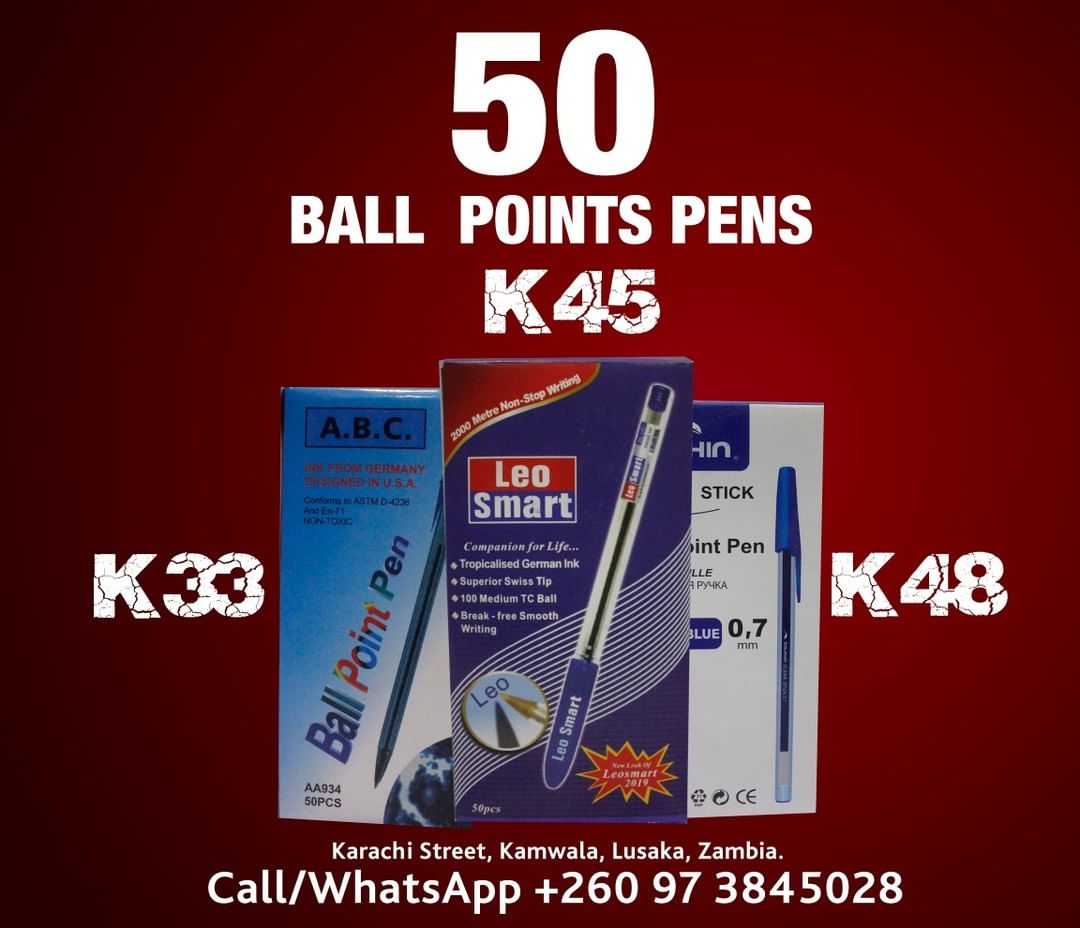 50
BALL POINTS PENS
K45
K33
K48
A.B.C.
INK FROM GERMANY
DESIGNED IN U.S.A.
Conforms to ASTM D-4236
And En-71
NON-TOXIC
Ball Point Pen
AA934
50PCS
2000 Metre Non-Stop Writing
Leo
Smart
Companion for Life...
Tropicalised German Ink
Superior Swiss Tip
100 Medium TC Ball
Break - free Smooth
Writing
Leo
Leo Smart
Leo Smart
New Look Of
Leosmart
2019
50pcs
HIN
STICK
oint Pen
ILLE
Я РУЧКА
BLUE 0,7
mm
CE
Karachi Street, Kamwala, Lusaka, Zambia.
Call/WhatsApp +260 97 3845028